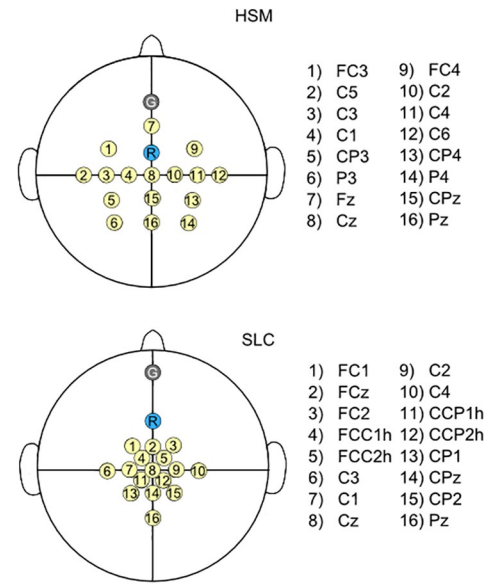 HSM
G
7
1
R
9
2 3 4 8 10 11 12
5 15 13
6 16 14
1) FC3 9) FC4
2) C5 10) C2
3) C3 11) C4
4) C1 12) C6
5) CP3 13) CP4
6) P3 14) P4
7) Fz 15) CPz
8) Cz 16) Pz
SLC
G
R
1 2 3
4 5
6 7 8 9 10
11 12
13 14 15
16
1) FC1 9) C2
2) FCz 10) C4
3) FC2 11) CCP1h
4) FCC1h 12) CCP2h
5) FCC2h 13) CP1
6) C3 14) CPz
7) C1 15) CP2
8) Cz 16) Pz